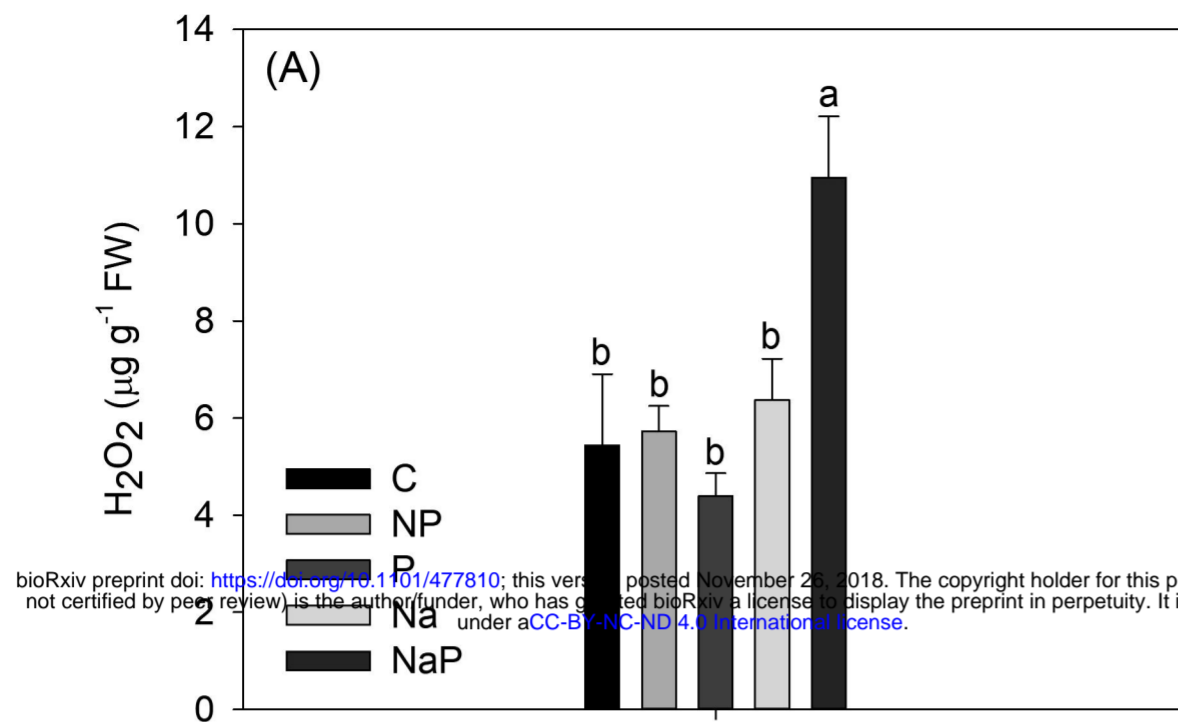 14
(A)
a
12
10
8
b
b
b
b
6
4
2
0
H₂O₂ (μg g⁻¹ FW)
C
NP
P
Na
NaP
bioRxiv preprint doi: https://doi.org/10.1101/477810; this posted November 26, 2018. The copyright holder for this
not certified by peer review) is the author/funder, who has bioRxiv a license to display the preprint in perpetuity. It
under aCC-BY-NC-ND 4.0 International license.